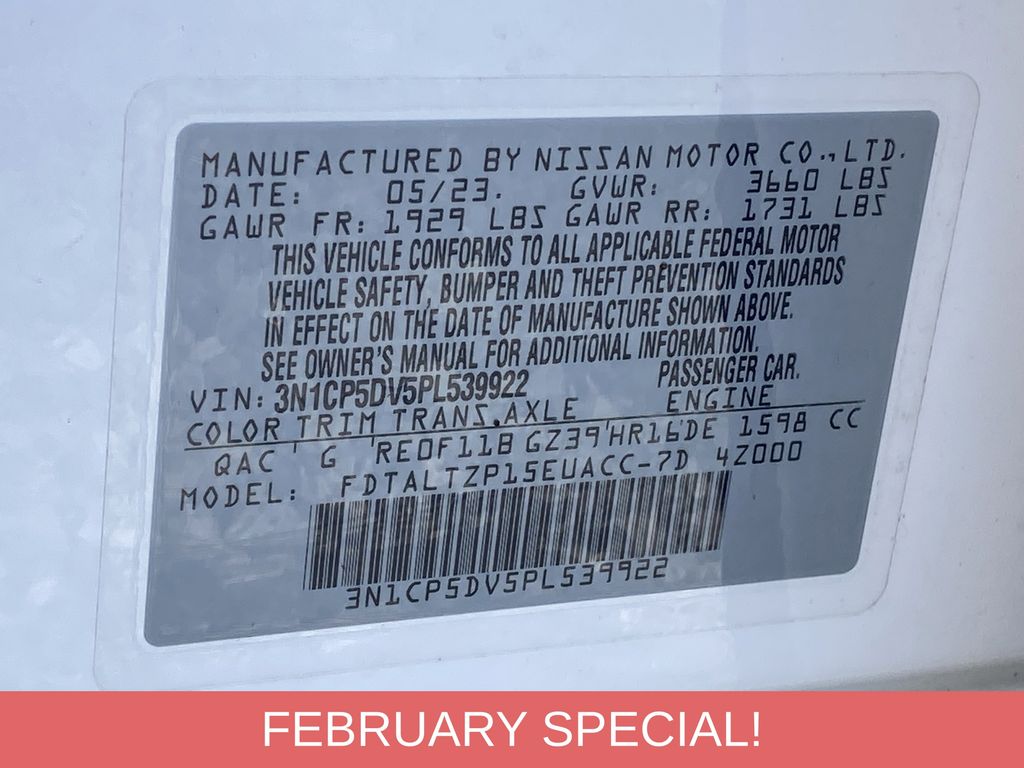 MANUFACTURED BY NISSAN MOTOR CO., LTD.
DATE: 05/23. GVWR: 3660 LBS
GAWR FR: 1929 LBS GAWR RR: 1731 LBS
THIS VEHICLE CONFORMS TO ALL APPLICABLE FEDERAL MOTOR
VEHICLE SAFETY, BUMPER AND THEFT PREVENTION STANDARDS
IN EFFECT ON THE DATE OF MANUFACTURE SHOWN ABOVE.
SEE OWNER'S MANUAL FOR ADDITIONAL INFORMATION.
VIN: 3N1CP5DV5PL539922 PASSENGER CAR.
COLOR TRIM TRANS.AXLE ENGINE
QAC ' G 'RE0F11B GZ39'HR16'DE 1598 CC
MODEL: FDTALTZP15EUACC-7D 4Z000
3N1CP5DV5PL539922
FEBRUARY SPECIAL!